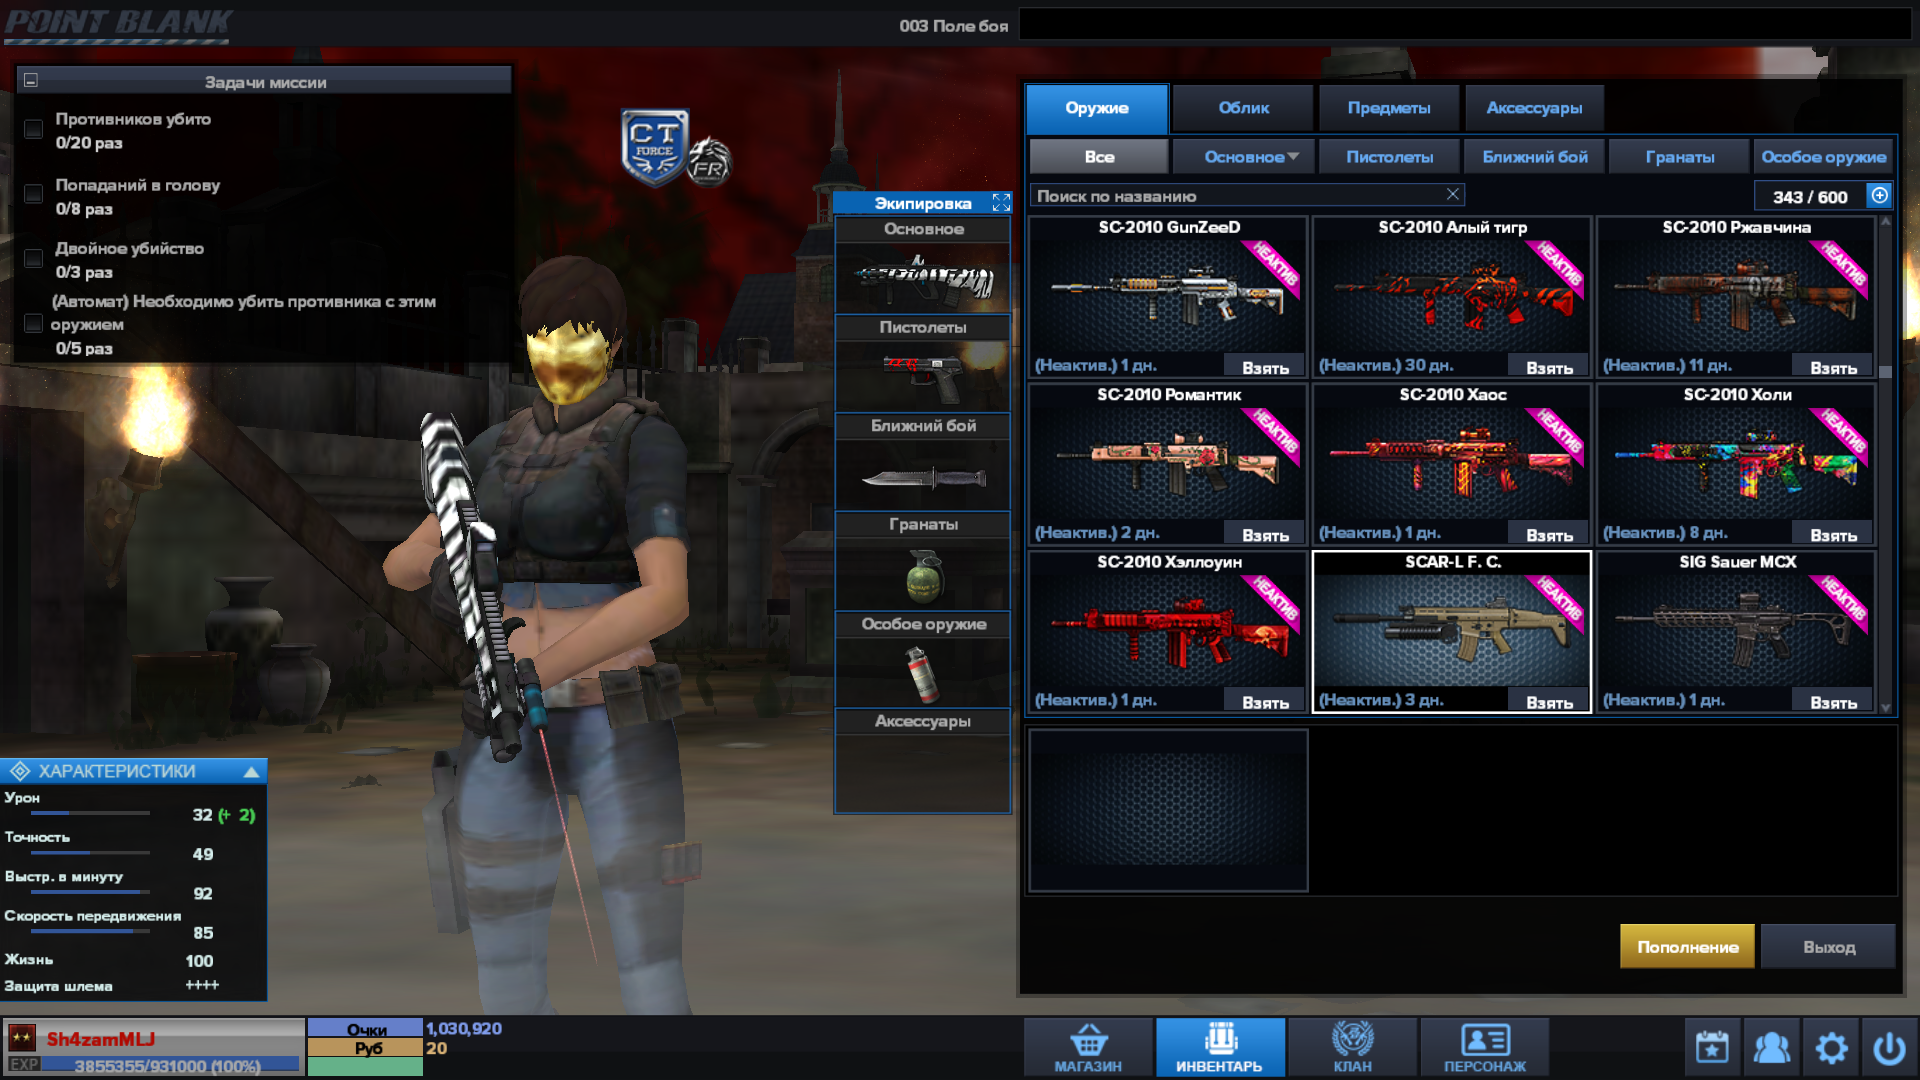 POINT BLANK
003 Поле боя
Задачи миссии
Противников убито
0/20 раз
Попаданий в голову
0/8 раз
Двойное убийство
0/3 раз
(Автомат) Необходимо убить противника с этим
оружием
0/5 раз
CT
FORCE
FR
Экипировка
Основное
Пистолеты
Ближний бой
Гранаты
Особое оружие
Аксессуары
Оружие
Облик
Предметы
Аксессуары
Все
Основное
Пистолеты
Ближний бой
Гранаты
Особое оружие
Поиск по названию
343 / 600
SC-2010 GunZeeD
НЕАКТИВ
(Неактив.) 1 дн.
Взять
SC-2010 Алый тигр
НЕАКТИВ
(Неактив.) 30 дн.
Взять
SC-2010 Ржавчина
НЕАКТИВ
(Неактив.) 11 дн.
Взять
SC-2010 Романтик
НЕАКТИВ
(Неактив.) 2 дн.
Взять
SC-2010 Хаос
НЕАКТИВ
(Неактив.) 1 дн.
Взять
SC-2010 Холи
НЕАКТИВ
(Неактив.) 8 дн.
Взять
SC-2010 Хэллоуин
НЕАКТИВ
(Неактив.) 1 дн.
Взять
SCAR-L F. C.
НЕАКТИВ
(Неактив.) 3 дн.
Взять
SIG Sauer MCX
НЕАКТИВ
(Неактив.) 1 дн.
Взять
Пополнение
Выход
ХАРАКТЕРИСТИКИ
Урон
32 (+ 2)
Точность
49
Выстр. в минуту
92
Скорость передвижения
85
Жизнь
100
Защита шлема
++++
Sh4zamMLJ
EXP 3855355/931000 (100%)
Очки 1,030,920
Руб 20
МАГАЗИН
ИНВЕНТАРЬ
КЛАН
ПЕРСОНАЖ